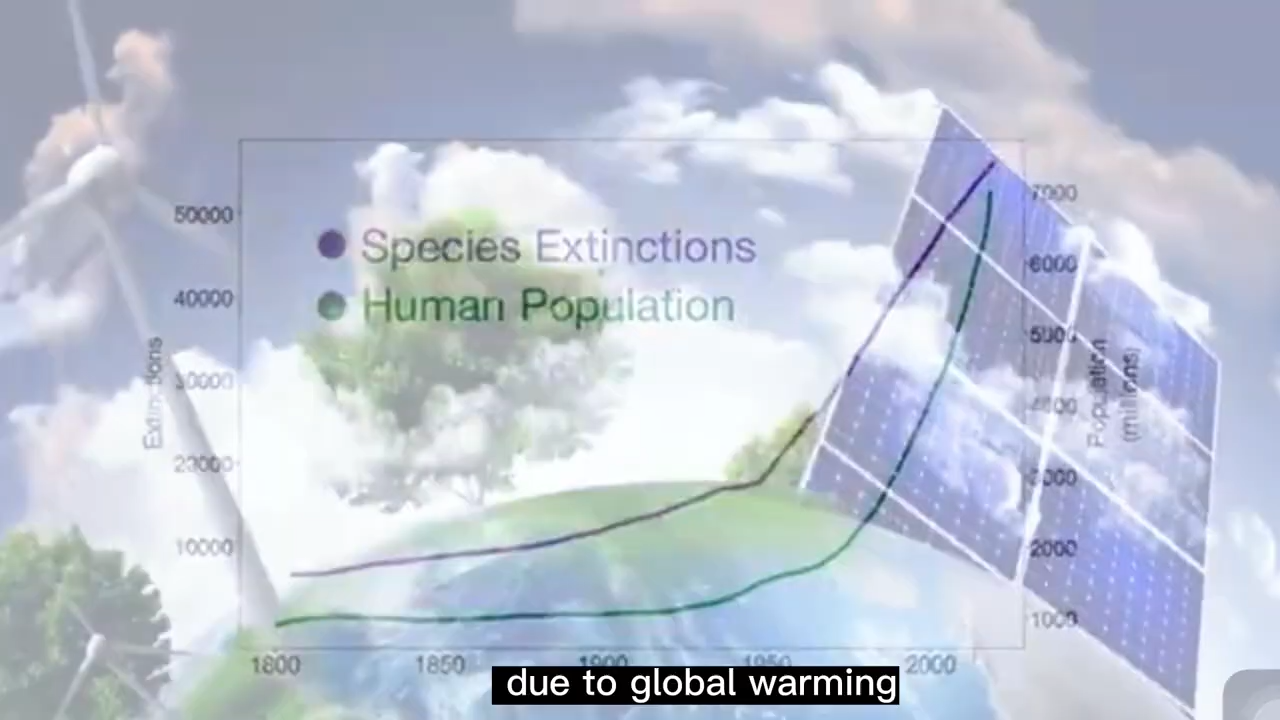 Species Extinctions
Human Population
50000
40000
30000
20000
10000
Extinctions
7000
6000
5000
4000
3000
2000
1000
Population
(millions)
1800
1850
1900
1950
2000
due to global warming